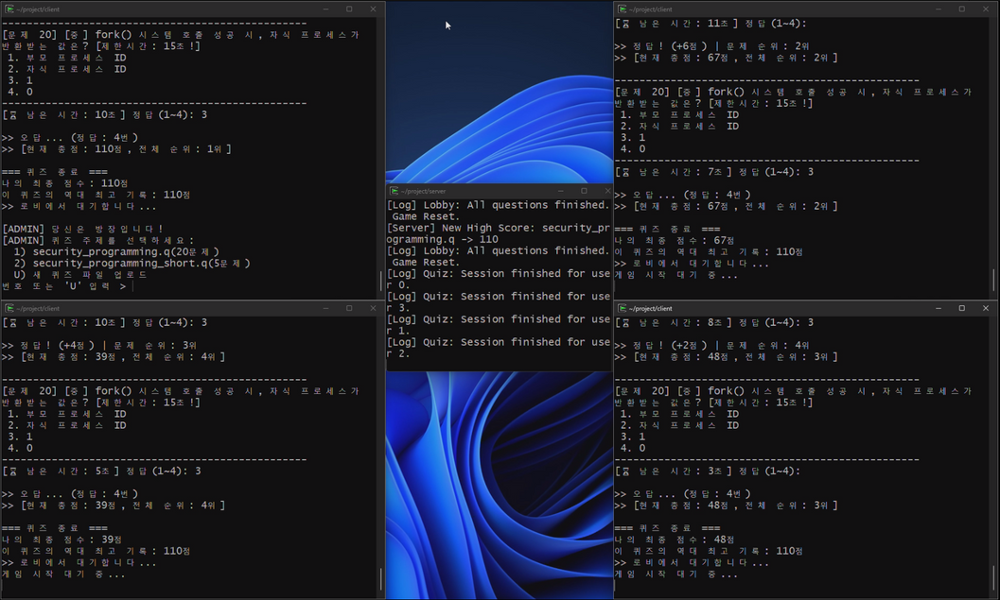 ~/project/client
[문제 20] [중] fork() 시스템 호출 성공 시, 자식 프로세스가
반환받는 값은? [제한시간: 15초!]
1. 부모 프로세스 ID
2. 자식 프로세스 ID
3. 1
4. 0
[⏳ 남은 시간: 10초] 정답(1~4): 3
>> 오답... (정답: 4번)
>> [현재 총점: 110점, 전체 순위: 1위]
=== 퀴즈 종료 ===
나의 최종 점수: 110점
이 퀴즈의 역대 최고 기록: 110점
>> 로비에서 대기합니다...
[ADMIN] 당신은 방장입니다!
[ADMIN] 퀴즈 주제를 선택하세요:
1) security_programming.q(20문제)
2) security_programming_short.q(5문제)
U) 새 퀴즈 파일 업로드
번호 또는 'U' 입력 >
~/project/client
[⏳ 남은 시간: 11초] 정답(1~4):
>> 정답! (+6점) | 문제 순위: 2위
>> [현재 총점: 67점, 전체 순위: 2위]
[문제 20] [중] fork() 시스템 호출 성공 시, 자식 프로세스가
반환받는 값은? [제한시간: 15초!]
1. 부모 프로세스 ID
2. 자식 프로세스 ID
3. 1
4. 0
[⏳ 남은 시간: 7초] 정답(1~4): 3
>> 오답... (정답: 4번)
>> [현재 총점: 67점, 전체 순위: 2위]
=== 퀴즈 종료 ===
나의 최종 점수: 67점
이 퀴즈의 역대 최고 기록: 110점
>> 로비에서 대기합니다...
게임 시작 대기 중...
~/project/server
[Log] Lobby: All questions finished.
Game Reset.
[Server] New High Score: security_pr
ogramming.q -> 110
[Log] Lobby: All questions finished.
Game Reset.
[Log] Quiz: Session finished for use
r 0.
[Log] Quiz: Session finished for use
r 3.
[Log] Quiz: Session finished for use
r 1.
[Log] Quiz: Session finished for use
r 2.
~/project/client
[⏳ 남은 시간: 10초] 정답(1~4): 3
>> 정답! (+4점) | 문제 순위: 3위
>> [현재 총점: 39점, 전체 순위: 4위]
[문제 20] [중] fork() 시스템 호출 성공 시, 자식 프로세스가
반환받는 값은? [제한시간: 15초!]
1. 부모 프로세스 ID
2. 자식 프로세스 ID
3. 1
4. 0
[⏳ 남은 시간: 5초] 정답(1~4): 3
>> 오답... (정답: 4번)
>> [현재 총점: 39점, 전체 순위: 4위]
=== 퀴즈 종료 ===
나의 최종 점수: 39점
이 퀴즈의 역대 최고 기록: 110점
>> 로비에서 대기합니다...
게임 시작 대기 중...
~/project/client
[⏳ 남은 시간: 8초] 정답(1~4): 3
>> 정답! (+2점) | 문제 순위: 4위
>> [현재 총점: 48점, 전체 순위: 3위]
[문제 20] [중] fork() 시스템 호출 성공 시, 자식 프로세스가
반환받는 값은? [제한시간: 15초!]
1. 부모 프로세스 ID
2. 자식 프로세스 ID
3. 1
4. 0
[⏳ 남은 시간: 3초] 정답(1~4):
>> 오답... (정답: 4번)
>> [현재 총점: 48점, 전체 순위: 3위]
=== 퀴즈 종료 ===
나의 최종 점수: 48점
이 퀴즈의 역대 최고 기록: 110점
>> 로비에서 대기합니다...
게임 시작 대기 중...